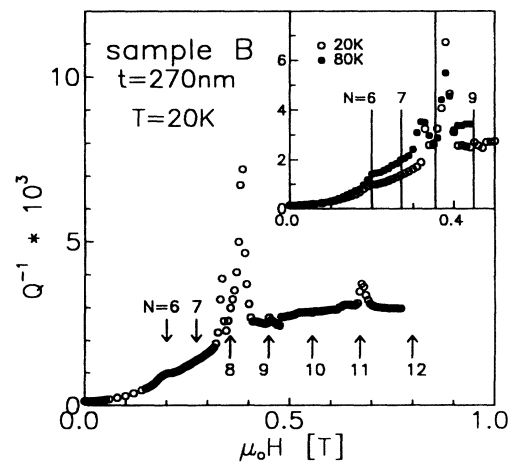 sample B
t=270nm
T=20K
20K
80K
N=6 7 9
6
4
2
0
0.0 0.4
10
5
0
Q⁻¹ * 10³
N=6 7
8 9 10 11 12
0.0 0.5 1.0
μ₀H [T]